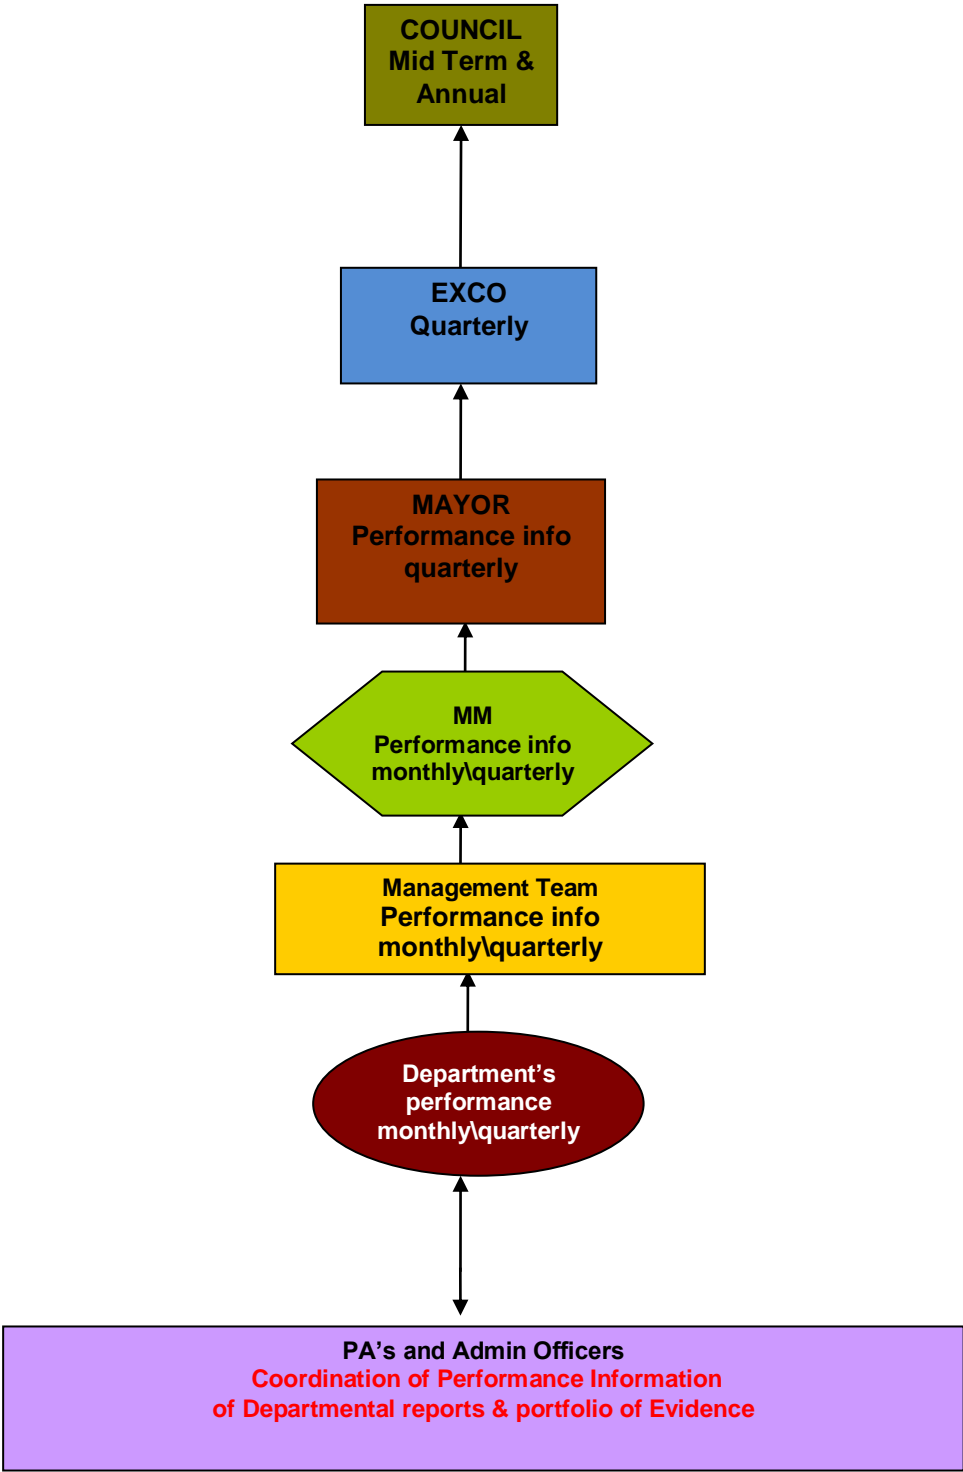 COUNCIL
Mid Term &
Annual
EXCO
Quarterly
MAYOR
Performance info
quarterly
MM
Performance info
monthly\quarterly
Management Team
Performance info
monthly\quarterly
Department’s
performance
monthly\quarterly
PA’s and Admin Officers
Coordination of Performance Information
of Departmental reports & portfolio of Evidence